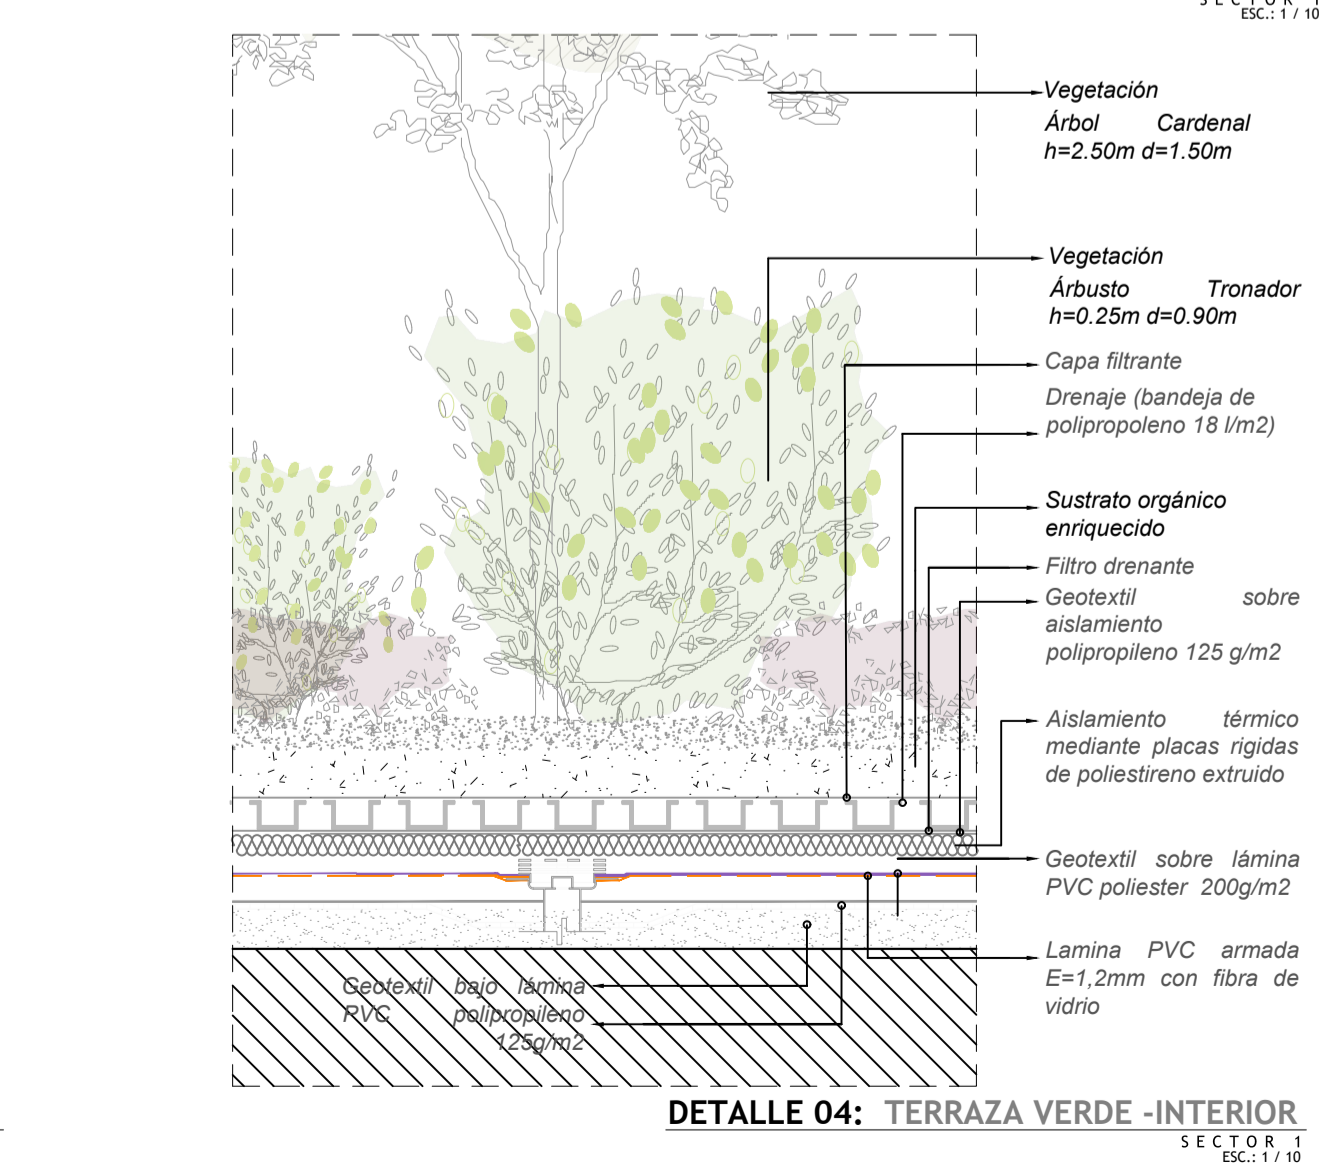 ESC.: 1 / 10
Vegetación
Árbol Cardenal
h=2.50m d=1.50m
Vegetación
Árbusto Tronador
h=0.25m d=0.90m
Capa filtrante
Drenaje (bandeja de
polipropoleno 18 l/m2)
Sustrato orgánico
enriquecido
Filtro drenante
Geotextil sobre
aislamiento
polipropileno 125 g/m2
Aislamiento térmico
mediante placas rigidas
de poliestireno extruido
Geotextil sobre lámina
PVC poliester 200g/m2
Lamina PVC armada
E=1,2mm con fibra de
vidrio
Geotextil bajo lámina
PVC polipropileno
125g/m2
DETALLE 04: TERRAZA VERDE -INTERIOR
SECTOR 1
ESC.: 1 / 10